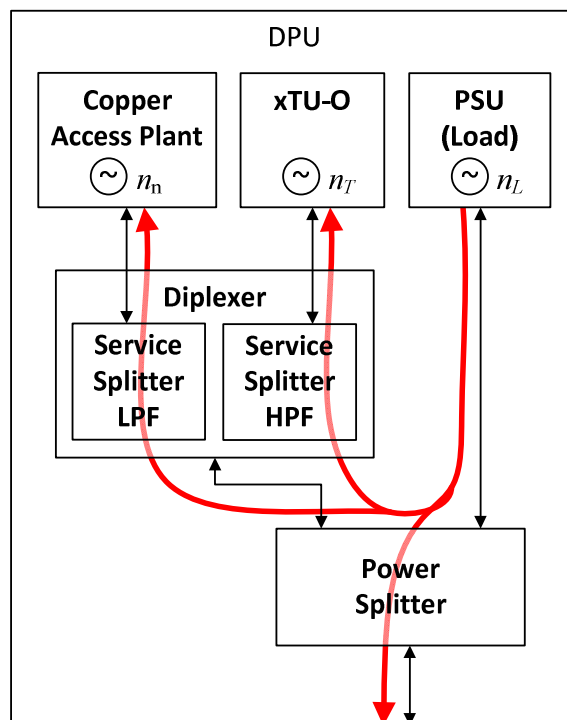 DPU
Copper
Access Plant
~ nn
xTU-O
~ nT
PSU
(Load)
~ nL
Diplexer
Service
Splitter
LPF
Service
Splitter
HPF
Power
Splitter